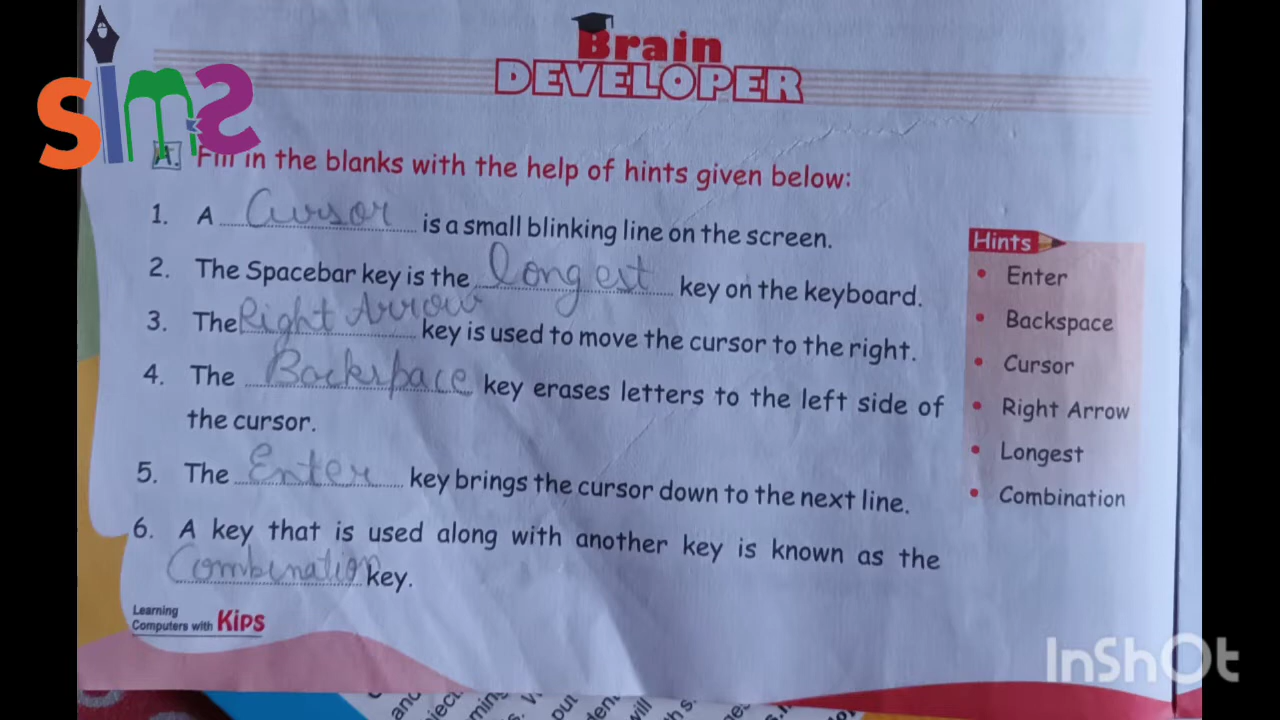 Brain
DEVELOPER
sims
A. Fill in the blanks with the help of hints given below:
1. A Cursor is a small blinking line on the screen.
2. The Spacebar key is the longest key on the keyboard.
3. The Right Arrow key is used to move the cursor to the right.
4. The Backspace key erases letters to the left side of
the cursor.
5. The Enter key brings the cursor down to the next line.
6. A key that is used along with another key is known as the
Combination key.
Hints
• Enter
• Backspace
• Cursor
• Right Arrow
• Longest
• Combination
Learning
Computers with Kips
InShOt